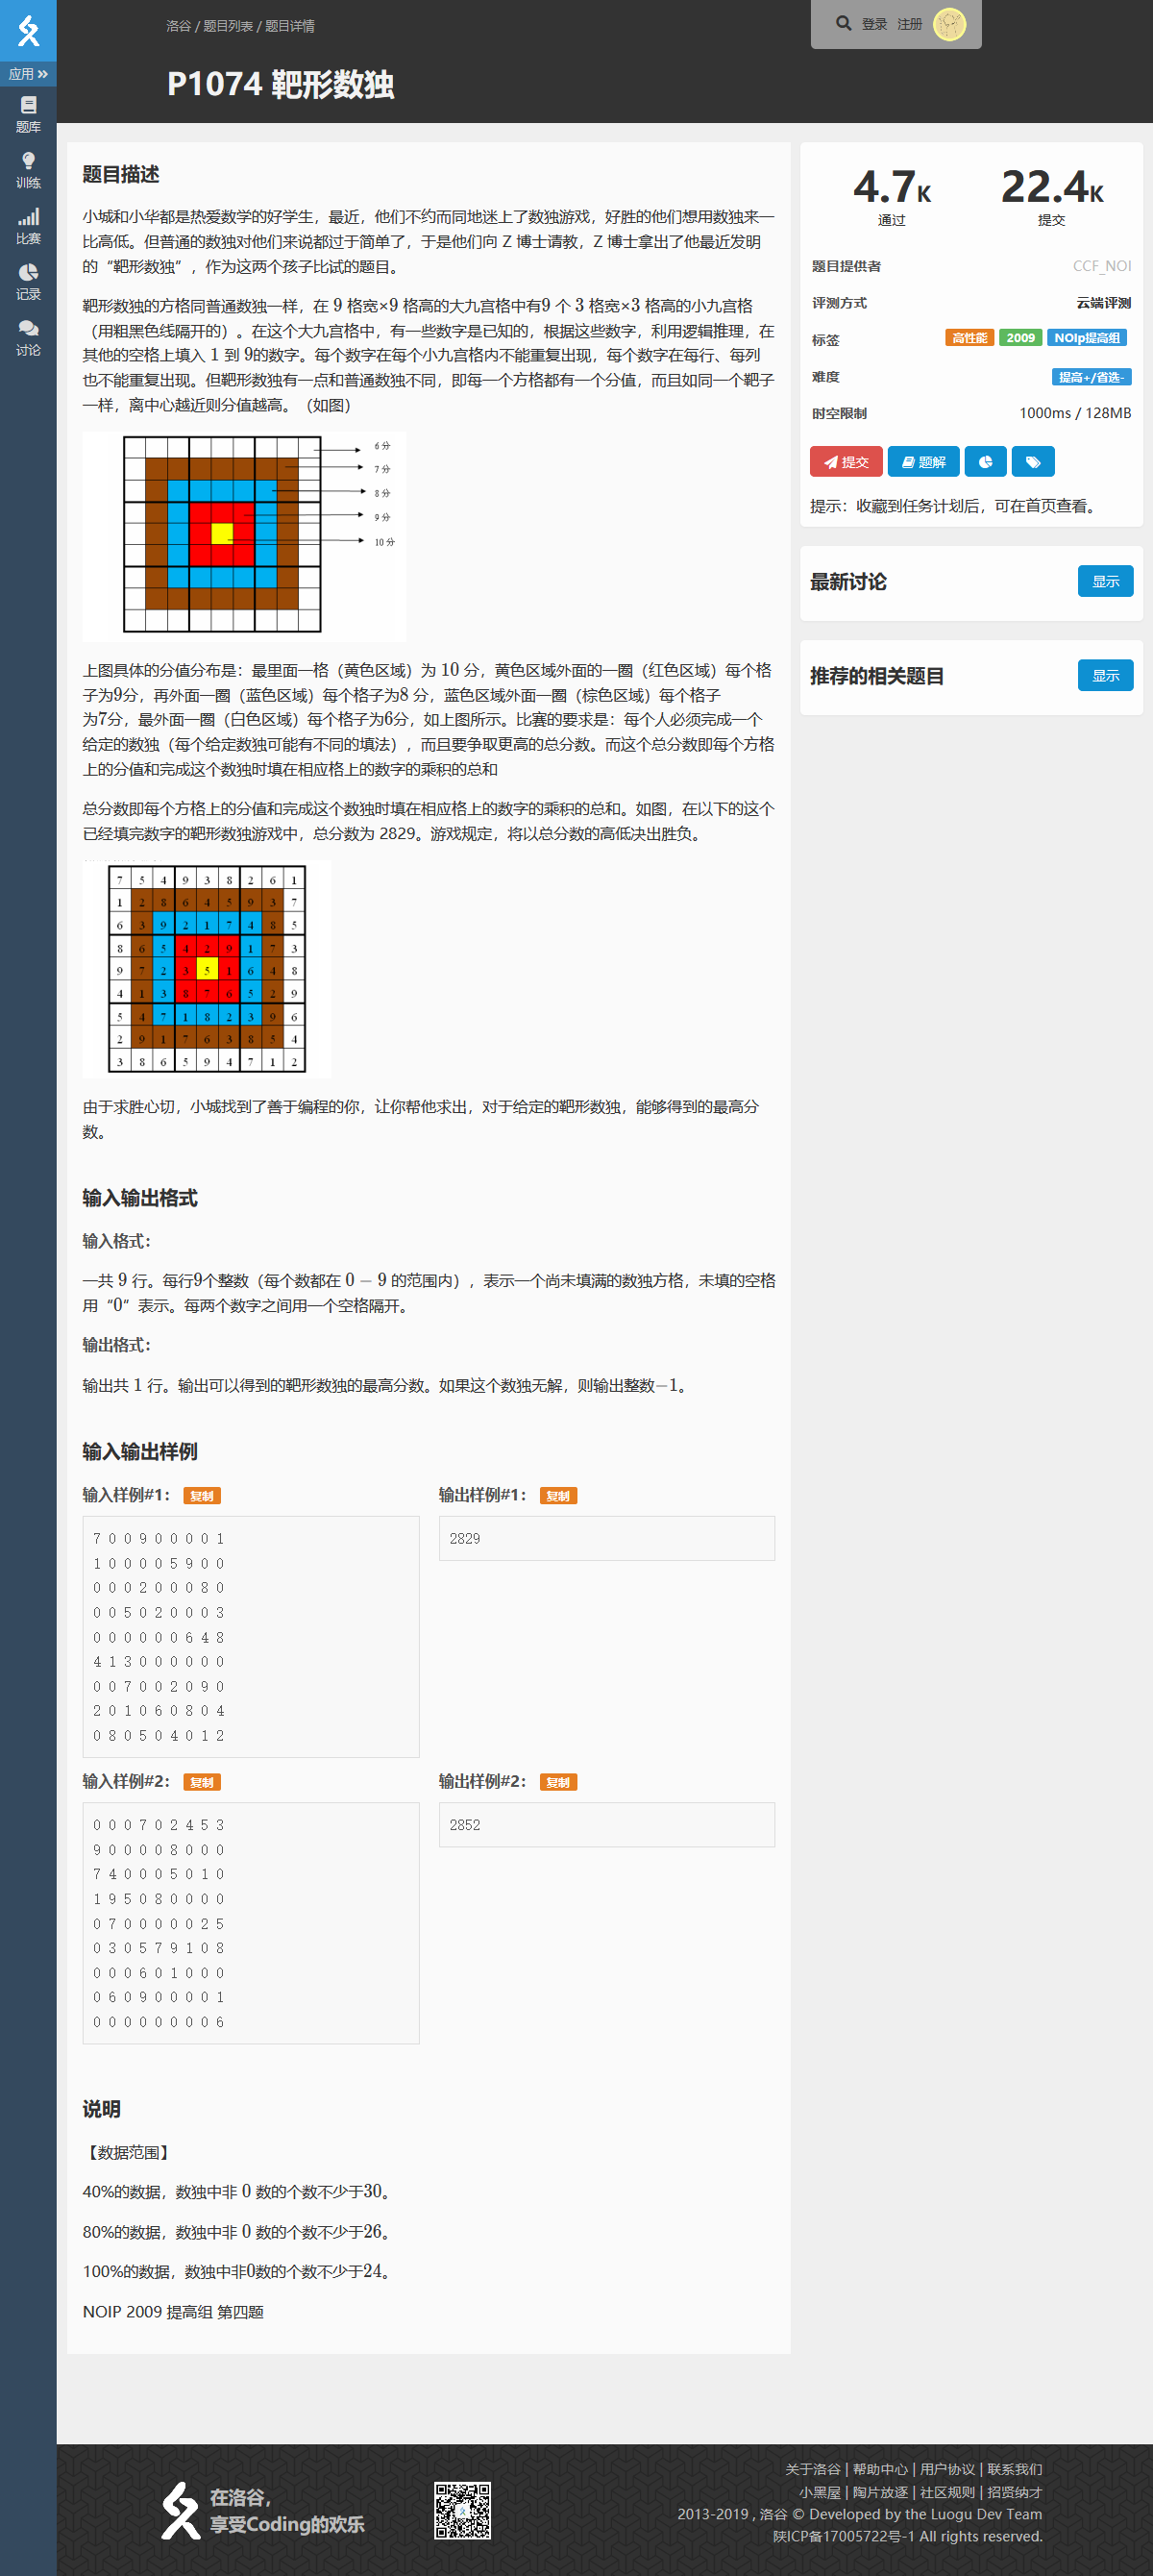 洛谷 / 题目列表 / 题目详情
登录 注册
P1074 靶形数独
应用
题库
训练
比赛
记录
讨论
题目描述
小城和小华都是热爱数学的好学生，最近，他们不约而同地迷上了数独游戏，好胜的他们想用数独来一
比高低。但普通的数独对他们来说都过于简单了，于是他们向 Z 博士请教，Z 博士拿出了他最近发明
的“靶形数独”，作为这两个孩子比试的题目。
靶形数独的方格同普通数独一样，在 9 格宽×9 格高的大九宫格中有9 个 3 格宽×3 格高的小九宫格
（用粗黑色线隔开的）。在这个大九宫格中，有一些数字是已知的，根据这些数字，利用逻辑推理，在
其他的空格上填入 1 到 9的数字。每个数字在每个小九宫格内不能重复出现，每个数字在每行、每列
也不能重复出现。但靶形数独有一点和普通数独不同，即每一个方格都有一个分值，而且如同一个靶子
一样，离中心越近则分值越高。（如图）
6 分
7 分
8 分
9 分
10 分
上图具体的分值分布是：最里面一格（黄色区域）为 10 分，黄色区域外面的一圈（红色区域）每个格
子为9分，再外面一圈（蓝色区域）每个格子为8 分，蓝色区域外面一圈（棕色区域）每个格子
为7分，最外面一圈（白色区域）每个格子为6分，如上图所示。比赛的要求是：每个人必须完成一个
给定的数独（每个给定数独可能有不同的填法），而且要争取更高的总分数。而这个总分数即每个方格
上的分值和完成这个数独时填在相应格上的数字的乘积的总和
总分数即每个方格上的分值和完成这个数独时填在相应格上的数字的乘积的总和。如图，在以下的这个
已经填完数字的靶形数独游戏中，总分数为 2829。游戏规定，将以总分数的高低决出胜负。
7 5 4 9 3 8 2 6 1
1 2 8 6 4 5 9 3 7
6 3 9 2 1 7 4 8 5
8 6 5 4 2 9 1 7 3
9 7 2 3 5 1 6 4 8
4 1 3 8 7 6 5 2 9
5 4 7 1 8 2 3 9 6
2 9 1 7 6 3 8 5 4
3 8 6 5 9 4 7 1 2
由于求胜心切，小城找到了善于编程的你，让你帮他求出，对于给定的靶形数独，能够得到的最高分
数。
输入输出格式
输入格式：
一共 9 行。每行9个整数（每个数都在 0 − 9 的范围内），表示一个尚未填满的数独方格，未填的空格
用“0”表示。每两个数字之间用一个空格隔开。
输出格式：
输出共 1 行。输出可以得到的靶形数独的最高分数。如果这个数独无解，则输出整数−1。
输入输出样例
输入样例#1： 复制
7 0 0 9 0 0 0 0 1
1 0 0 0 0 5 9 0 0
0 0 0 2 0 0 0 8 0
0 0 5 0 2 0 0 0 3
0 0 0 0 0 0 6 4 8
4 1 3 0 0 0 0 0 0
0 0 7 0 0 2 0 9 0
2 0 1 0 6 0 8 0 4
0 8 0 5 0 4 0 1 2
输出样例#1： 复制
2829
输入样例#2： 复制
0 0 0 7 0 2 4 5 3
9 0 0 0 0 8 0 0 0
7 4 0 0 0 5 0 1 0
1 9 5 0 8 0 0 0 0
0 7 0 0 0 0 0 2 5
0 3 0 5 7 9 1 0 8
0 0 0 6 0 1 0 0 0
0 6 0 9 0 0 0 0 1
0 0 0 0 0 0 0 0 6
输出样例#2： 复制
2852
说明
【数据范围】
40%的数据，数独中非 0 数的个数不少于30。
80%的数据，数独中非 0 数的个数不少于26。
100%的数据，数独中非0数的个数不少于24。
NOIP 2009 提高组 第四题
4.7K
通过
22.4K
提交
题目提供者 CCF_NOI
评测方式 云端评测
标签 高性能 2009 NOIp提高组
难度 提高+/省选-
时空限制 1000ms / 128MB
提交 题解
提示：收藏到任务计划后，可在首页查看。
最新讨论 显示
推荐的相关题目 显示
在洛谷，
享受Coding的欢乐
关于洛谷 | 帮助中心 | 用户协议 | 联系我们
小黑屋 | 陶片放逐 | 社区规则 | 招贤纳才
2013-2019 , 洛谷 © Developed by the Luogu Dev Team
陕ICP备17005722号-1 All rights reserved.